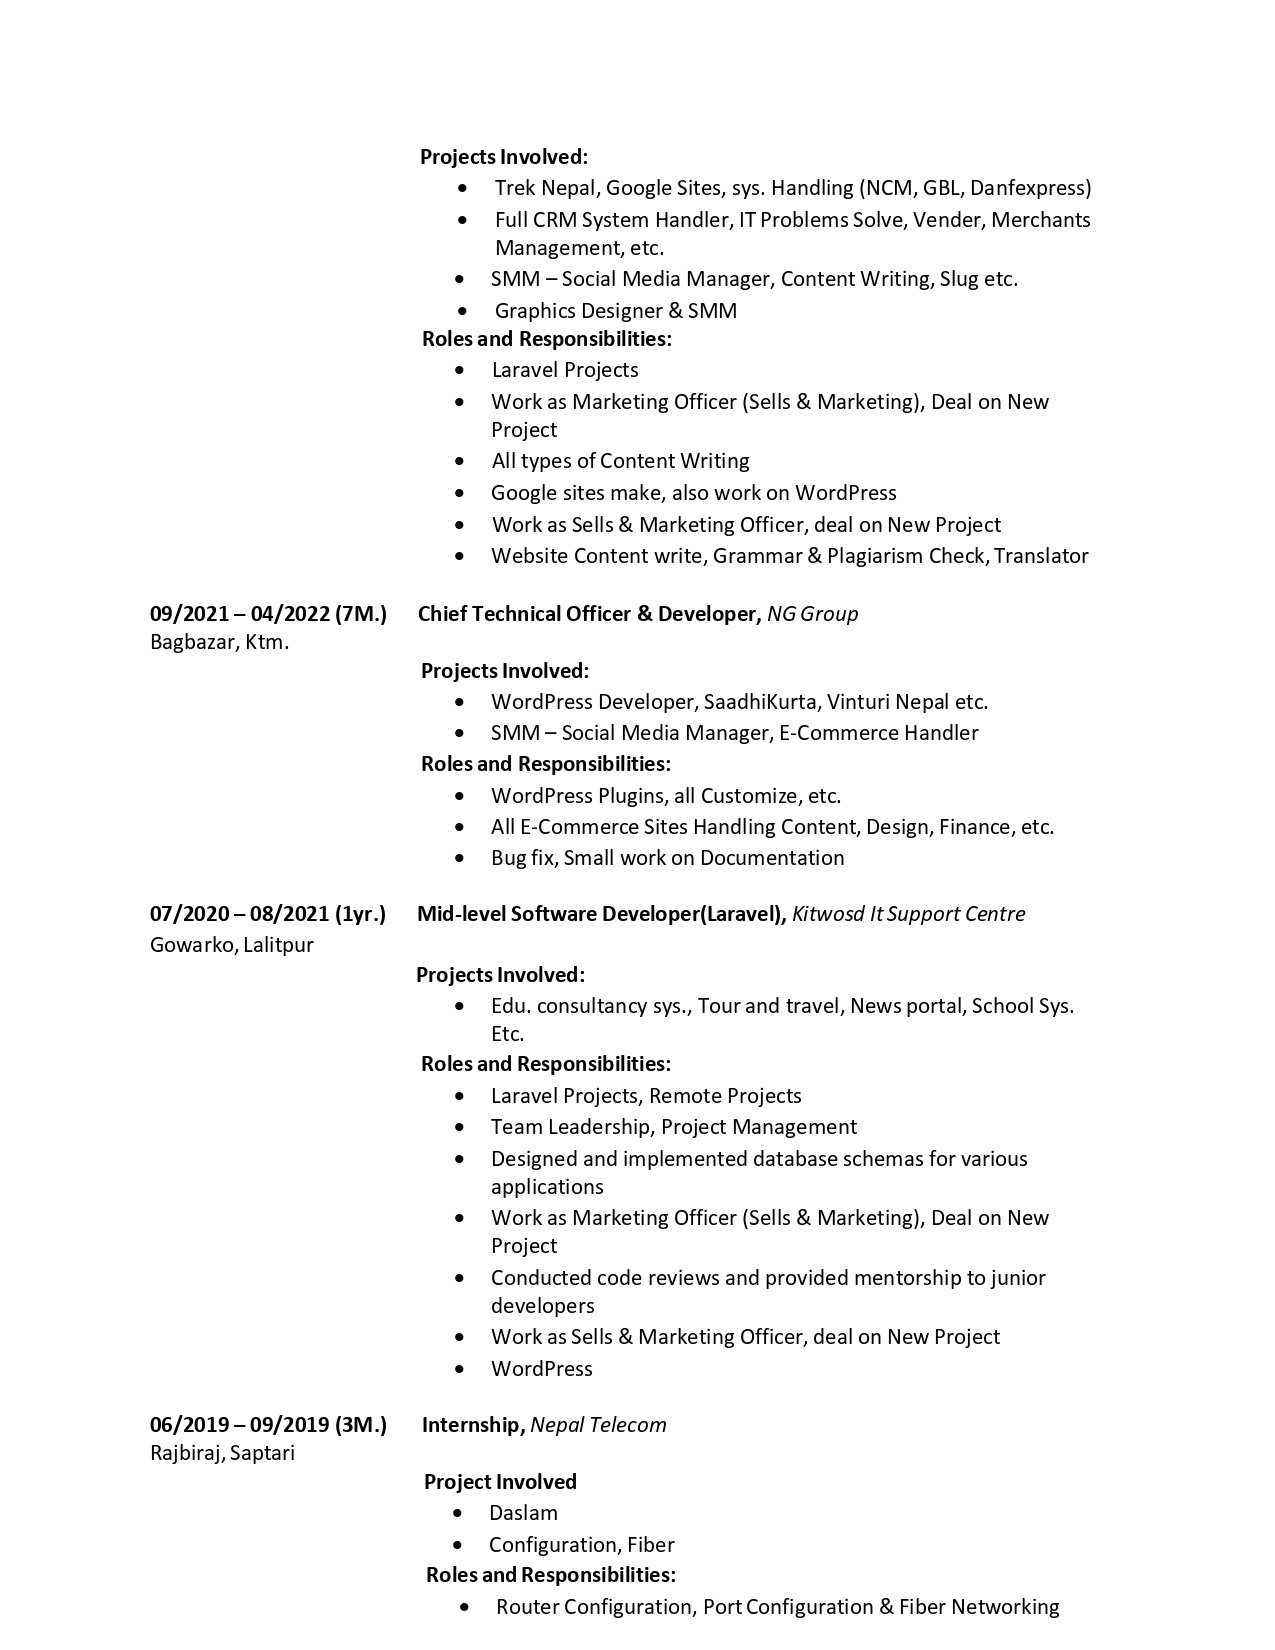 Projects Involved:
• Trek Nepal, Google Sites, sys. Handling (NCM, GBL, Danfexpress)
• Full CRM System Handler, IT Problems Solve, Vender, Merchants
Management, etc.
• SMM – Social Media Manager, Content Writing, Slug etc.
• Graphics Designer & SMM
Roles and Responsibilities:
• Laravel Projects
• Work as Marketing Officer (Sells & Marketing), Deal on New
Project
• All types of Content Writing
• Google sites make, also work on WordPress
• Work as Sells & Marketing Officer, deal on New Project
• Website Content write, Grammar & Plagiarism Check, Translator
09/2021 – 04/2022 (7M.) Chief Technical Officer & Developer, NG Group
Bagbazar, Ktm.
Projects Involved:
• WordPress Developer, SaadhiKurta, Vinturi Nepal etc.
• SMM – Social Media Manager, E-Commerce Handler
Roles and Responsibilities:
• WordPress Plugins, all Customize, etc.
• All E-Commerce Sites Handling Content, Design, Finance, etc.
• Bug fix, Small work on Documentation
07/2020 – 08/2021 (1yr.) Mid-level Software Developer(Laravel), Kitwosd It Support Centre
Gowarko, Lalitpur
Projects Involved:
• Edu. consultancy sys., Tour and travel, News portal, School Sys.
Etc.
Roles and Responsibilities:
• Laravel Projects, Remote Projects
• Team Leadership, Project Management
• Designed and implemented database schemas for various
applications
• Work as Marketing Officer (Sells & Marketing), Deal on New
Project
• Conducted code reviews and provided mentorship to junior
developers
• Work as Sells & Marketing Officer, deal on New Project
• WordPress
06/2019 – 09/2019 (3M.) Internship, Nepal Telecom
Rajbiraj, Saptari
Project Involved
• Daslam
• Configuration, Fiber
Roles and Responsibilities:
• Router Configuration, Port Configuration & Fiber Networking